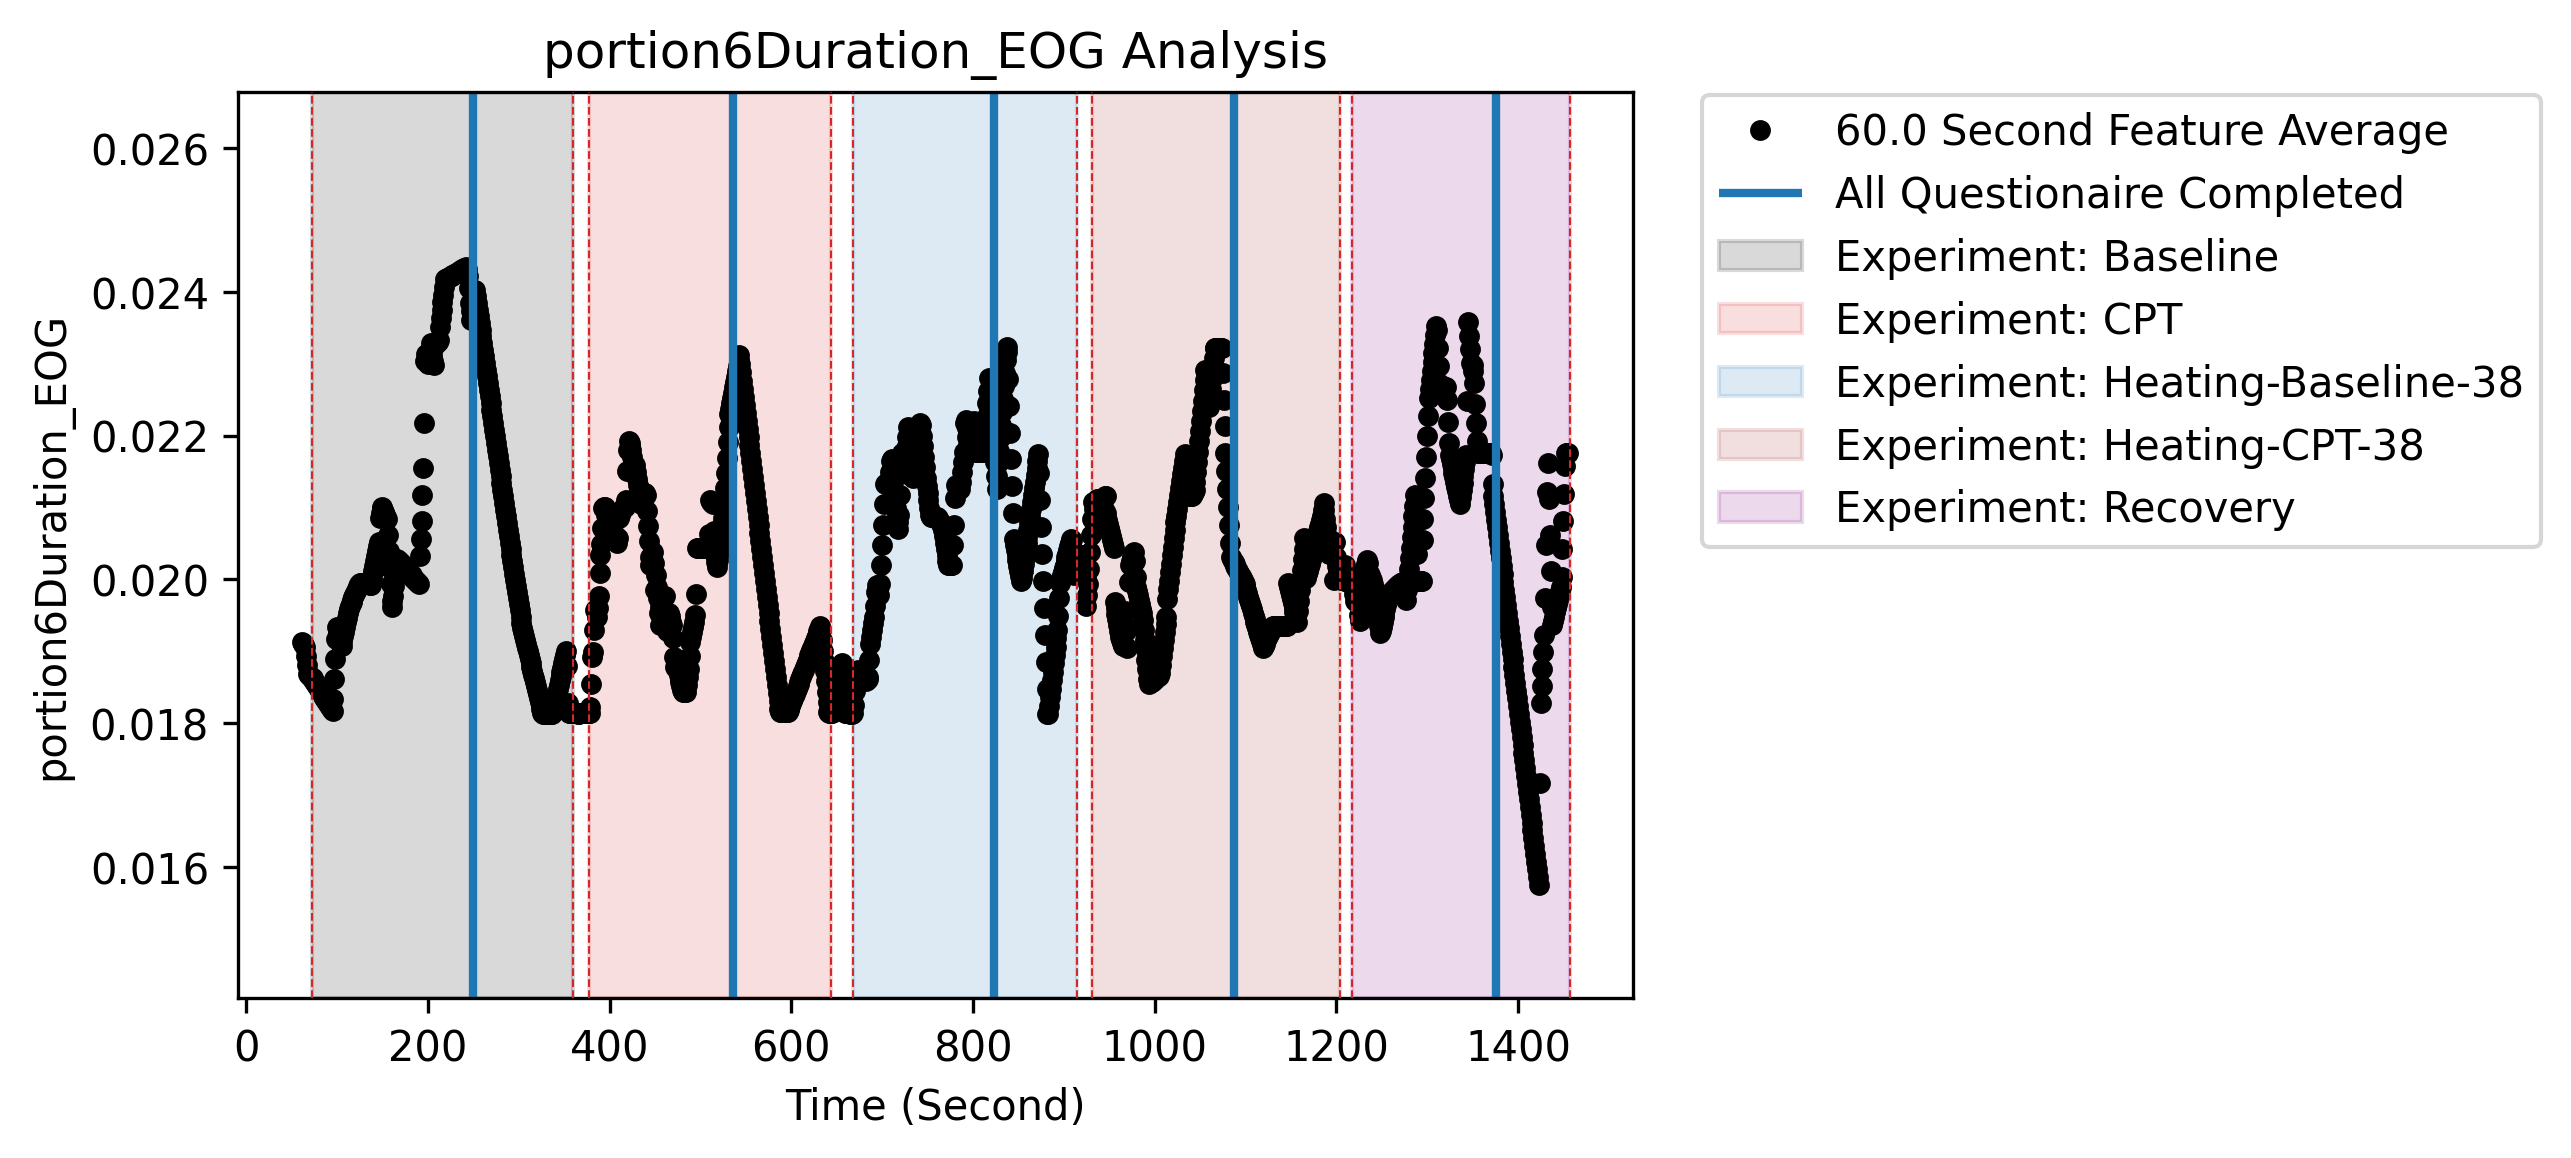 portion6Duration_EOG Analysis
portion6Duration_EOG
0.026
0.024
0.022
0.020
0.018
0.016
0
200
400
600
800
1000
1200
1400
Time (Second)
60.0 Second Feature Average
All Questionaire Completed
Experiment: Baseline
Experiment: CPT
Experiment: Heating-Baseline-38
Experiment: Heating-CPT-38
Experiment: Recovery